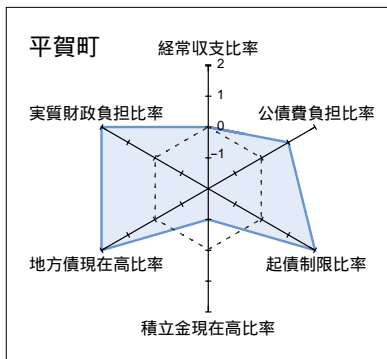 平賀町
経常収支比率
2
1
0
−1
公債費負担比率
起債制限比率
積立金現在高比率
地方債現在高比率
実質財政負担比率